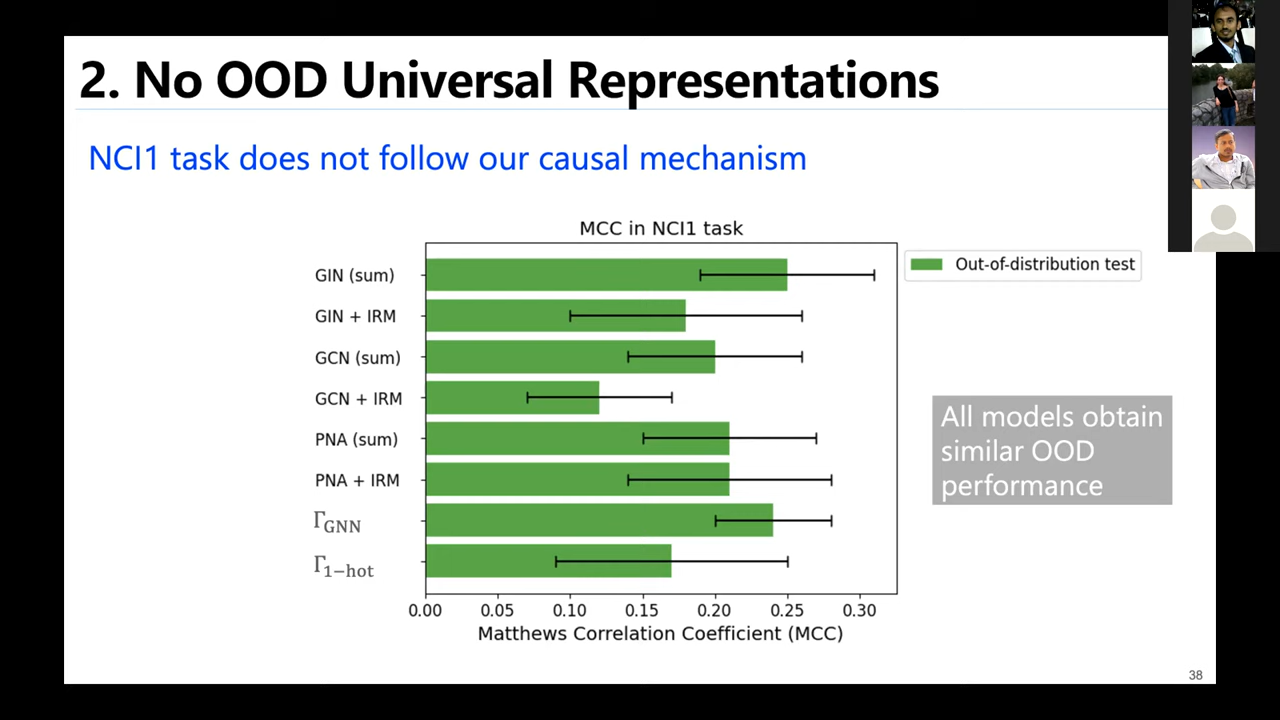 2. No OOD Universal Representations
NCI1 task does not follow our causal mechanism
MCC in NCI1 task
GIN (sum)
GIN + IRM
GCN (sum)
GCN + IRM
PNA (sum)
PNA + IRM
Γ_GNN
Γ_1−hot
0.00 0.05 0.10 0.15 0.20 0.25 0.30
Matthews Correlation Coefficient (MCC)
Out-of-distribution test
All models obtain
similar OOD
performance
38